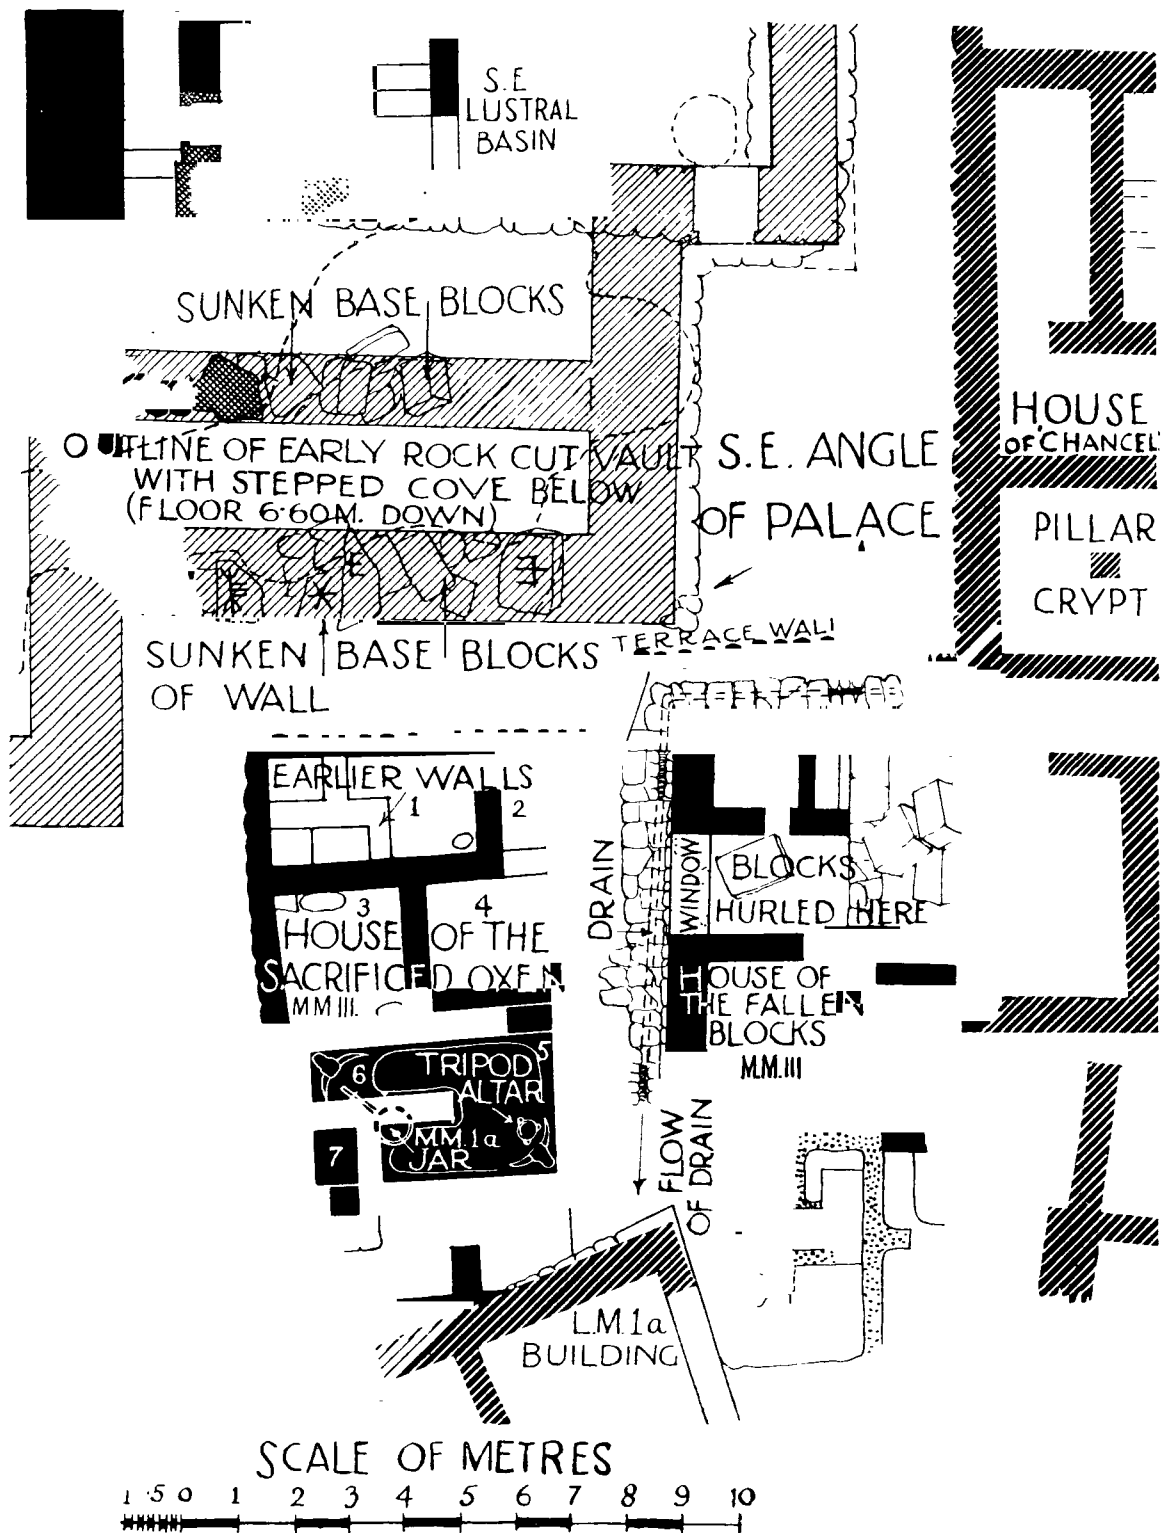 S.E
LUSTRAL
BASIN
SUNKEN BASE BLOCKS
OUTLINE OF EARLY ROCK CUT VAULT
WITH STEPPED COVE BELOW
(FLOOR 6·60M. DOWN)
S.E. ANGLE
OF PALACE
HOUSE
OF CHANCEL
PILLAR
CRYPT
SUNKEN BASE BLOCKS
OF WALL
TERRACE WALL
EARLIER WALLS
1
2
3
4
HOUSE OF THE
SACRIFICED OXEN
MM III.
DRAIN
WINDOW
BLOCKS
HURLED HERE
HOUSE OF
THE FALLEN
BLOCKS
M.M.III
5
6
TRIPOD
ALTAR
MM.1a
JAR
7
FLOW
OF DRAIN
L.M.1a
BUILDING
SCALE OF METRES
1 ·5 0 1 2 3 4 5 6 7 8 9 10